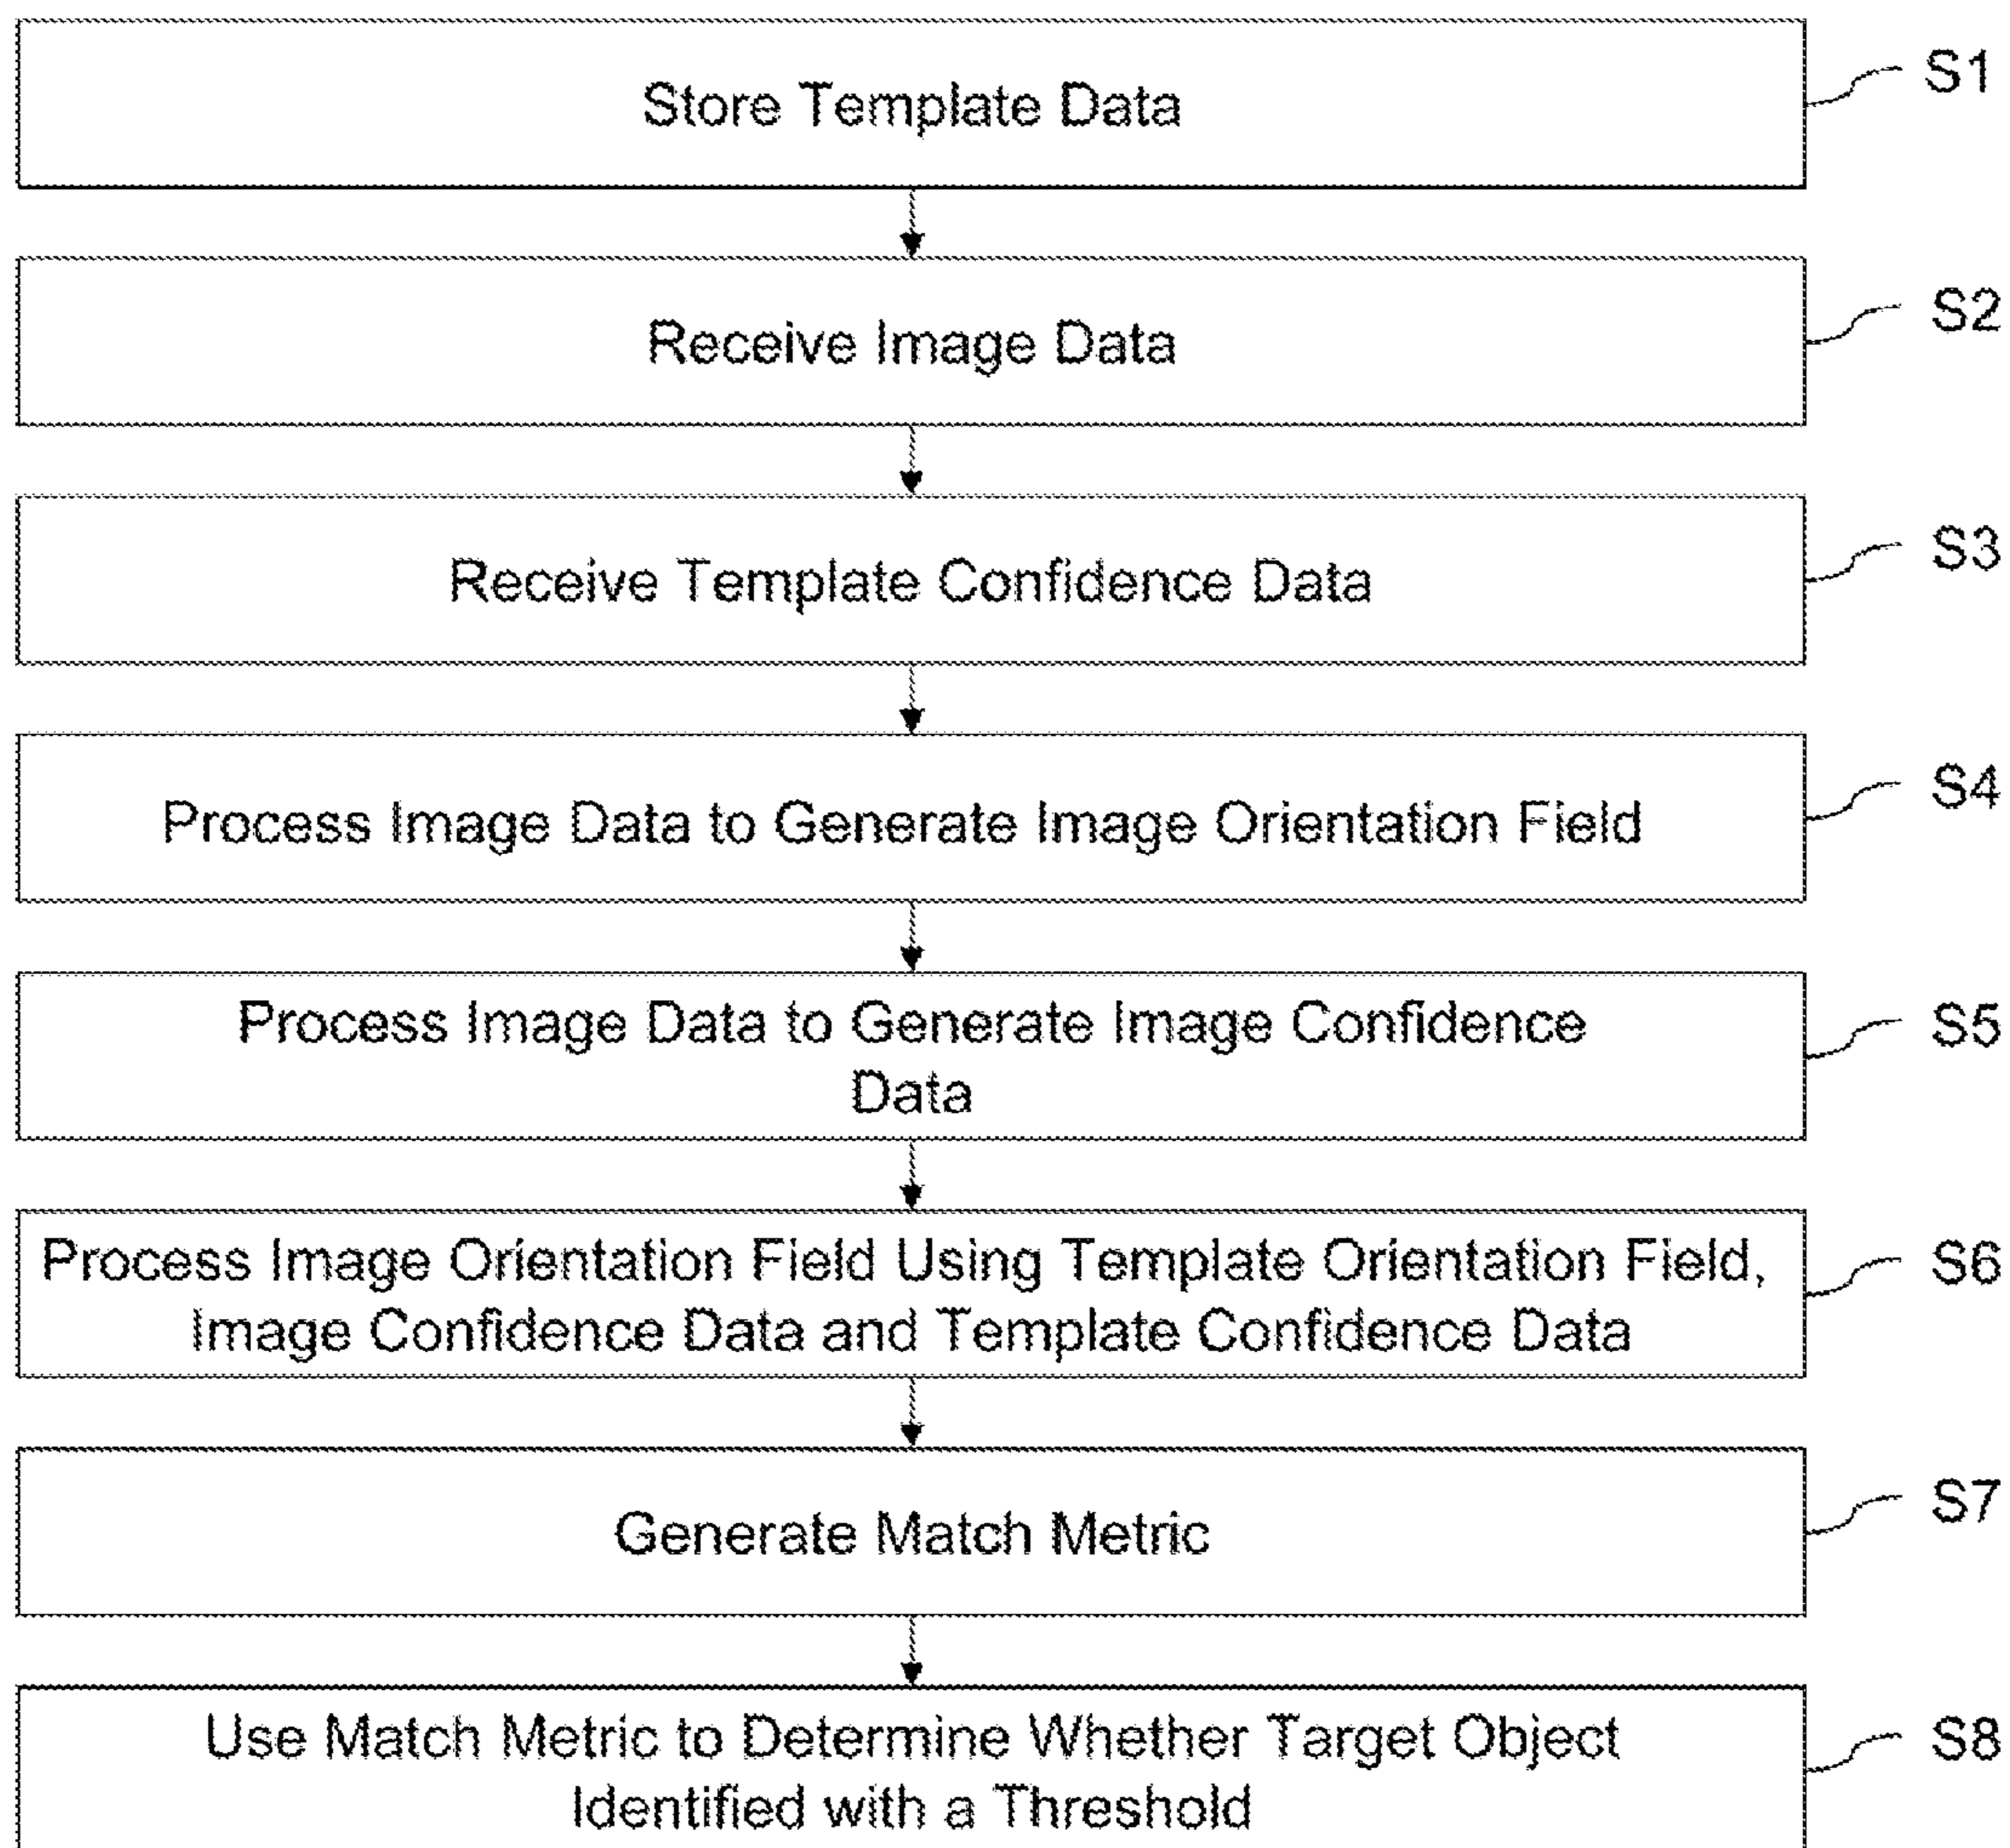 Store Template Data
S1
Receive Image Data
S2
Receive Template Confidence Data
S3
Process Image Data to Generate Image Orientation Field
S4
Process Image Data to Generate Image Confidence
Data
S5
Process Image Orientation Field Using Template Orientation Field,
Image Confidence Data and Template Confidence Data
S6
Generate Match Metric
S7
Use Match Metric to Determine Whether Target Object
Identified with a Threshold
S8